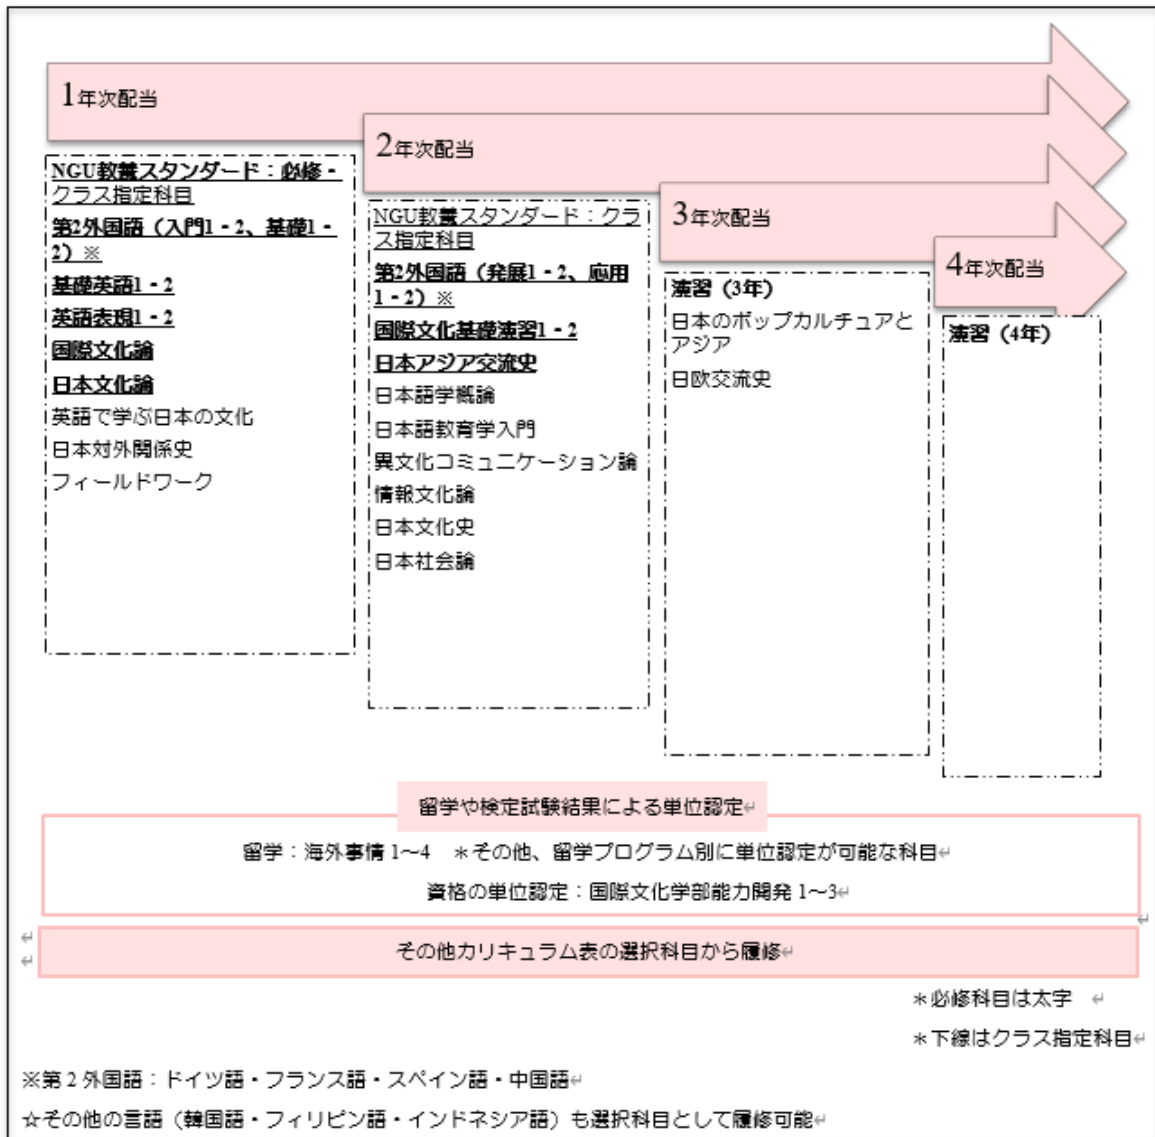 1年次配当
NGU教養スタンダード：必修・
クラス指定科目
第2外国語（入門1‐2、基礎1‐
2）※
基礎英語1‐2
英語表現1‐2
国際文化論
日本文化論
英語で学ぶ日本の文化
日本対外関係史
フィールドワーク
2年次配当
NGU教養スタンダード：クラ
ス指定科目
第2外国語（発展1‐2、応用
1‐2）※
国際文化基礎演習1‐2
日本アジア交流史
日本語学概論
日本語教育学入門
異文化コミュニケーション論
情報文化論
日本文化史
日本社会論
3年次配当
演習（3年）
日本のポップカルチュアと
アジア
日欧交流史
4年次配当
演習（4年）
留学や検定試験結果による単位認定↵
留学：海外事情 1～4　＊その他、留学プログラム別に単位認定が可能な科目↵
資格の単位認定：国際文化学部能力開発 1～3↵
↵
↵
↵
その他カリキュラム表の選択科目から履修↵
＊必修科目は太字　↵
＊下線はクラス指定科目↵
※第 2 外国語：ドイツ語・フランス語・スペイン語・中国語↵
☆その他の言語（韓国語・フィリピン語・インドネシア語）も選択科目として履修可能↵